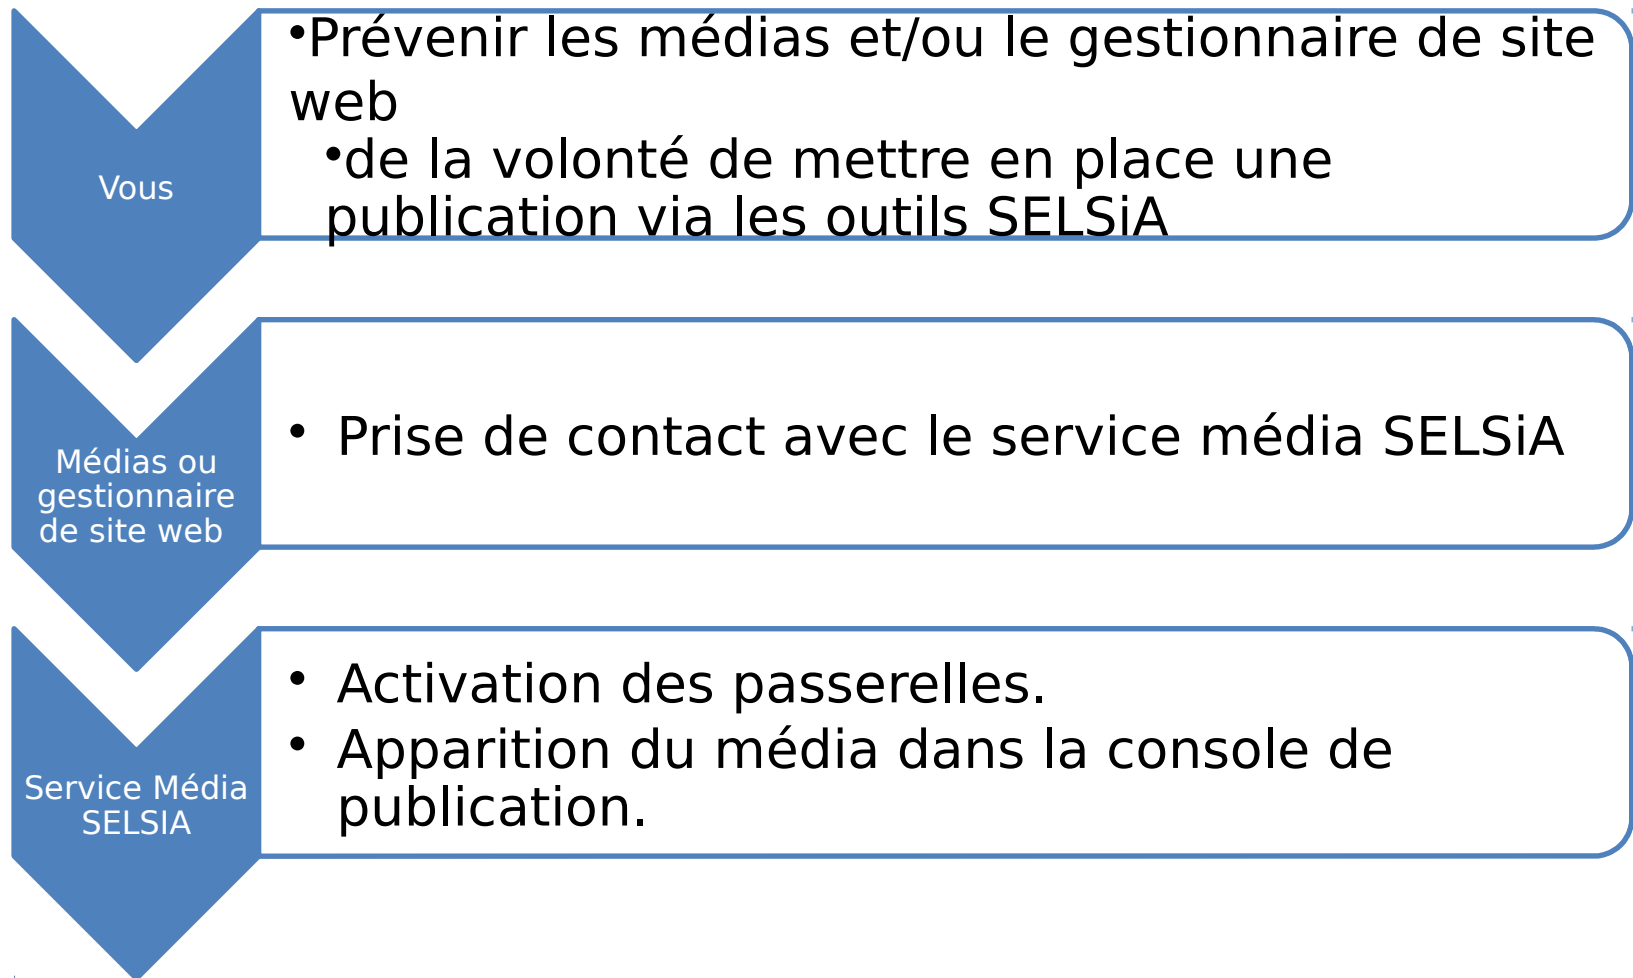 •Prévenir les médias et/ou le gestionnaire de site
web
•de la volonté de mettre en place une
publication via les outils SELSiA
Vous
• Prise de contact avec le service média SELSiA
Médias ou
gestionnaire
de site web
• Activation des passerelles.
• Apparition du média dans la console de
publication.
Service Média
SELSIA